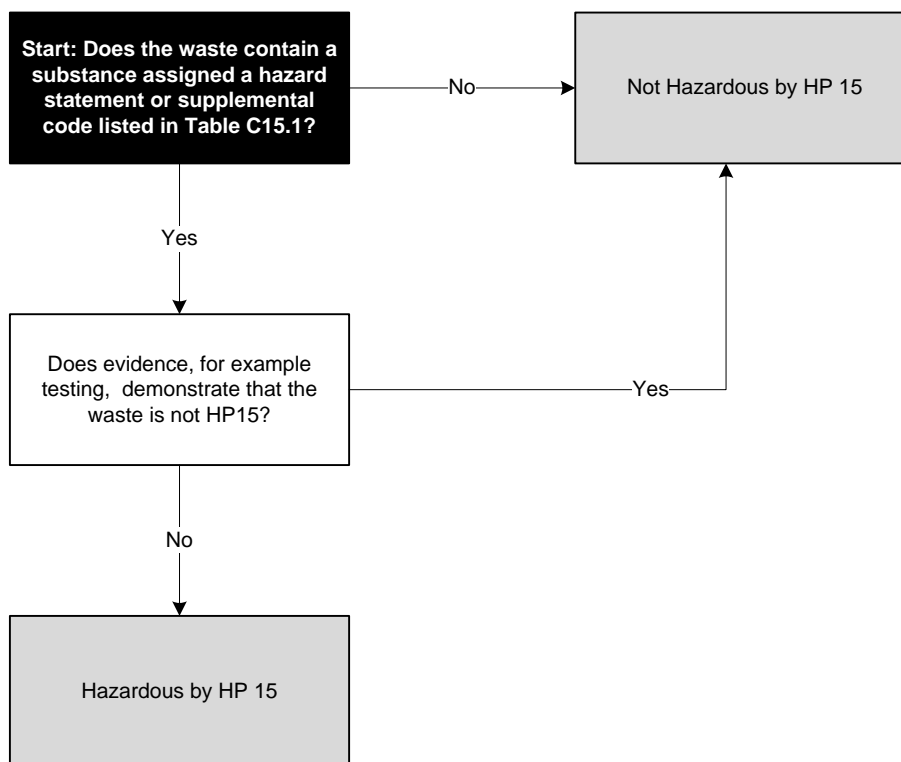 Start: Does the waste contain a
substance assigned a hazard
statement or supplemental
code listed in Table C15.1?
No
Not Hazardous by HP 15
Yes
Does evidence, for example
testing,  demonstrate that the
waste is not HP15?
Yes
No
Hazardous by HP 15